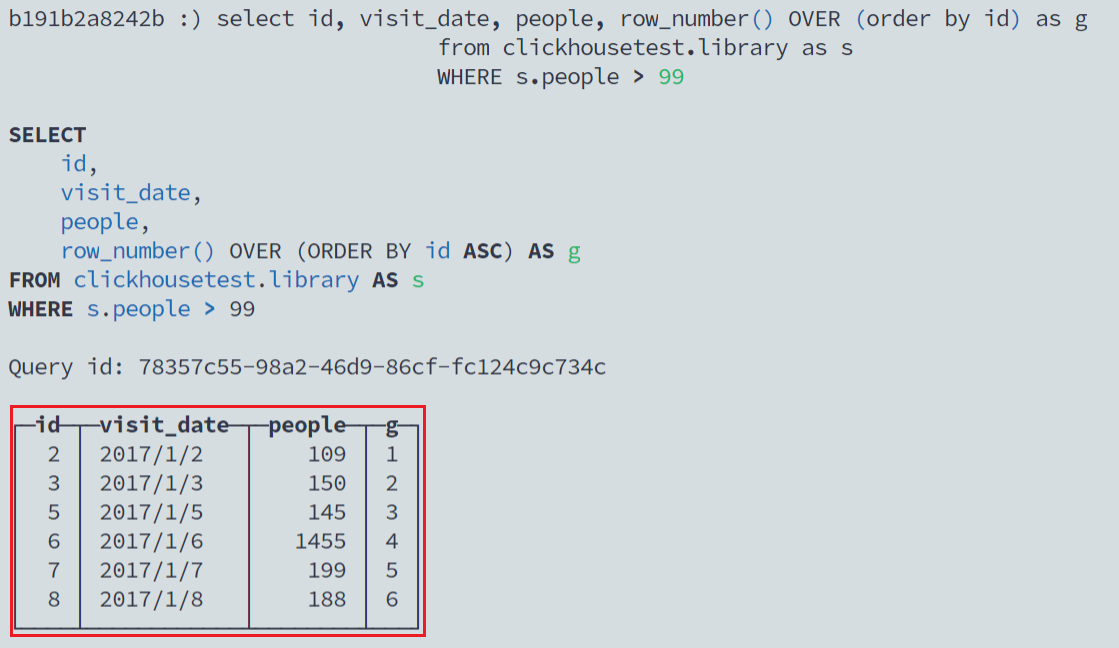 b191b2a8242b :) select id, visit_date, people, row_number() OVER (order by id) as g
from clickhousetest.library as s
WHERE s.people > 99
SELECT
id,
visit_date,
people,
row_number() OVER (ORDER BY id ASC) AS g
FROM clickhousetest.library AS s
WHERE s.people > 99
Query id: 78357c55-98a2-46d9-86cf-fc124c9c734c
id visit_date people g
2 2017/1/2 109 1
3 2017/1/3 150 2
5 2017/1/5 145 3
6 2017/1/6 1455 4
7 2017/1/7 199 5
8 2017/1/8 188 6